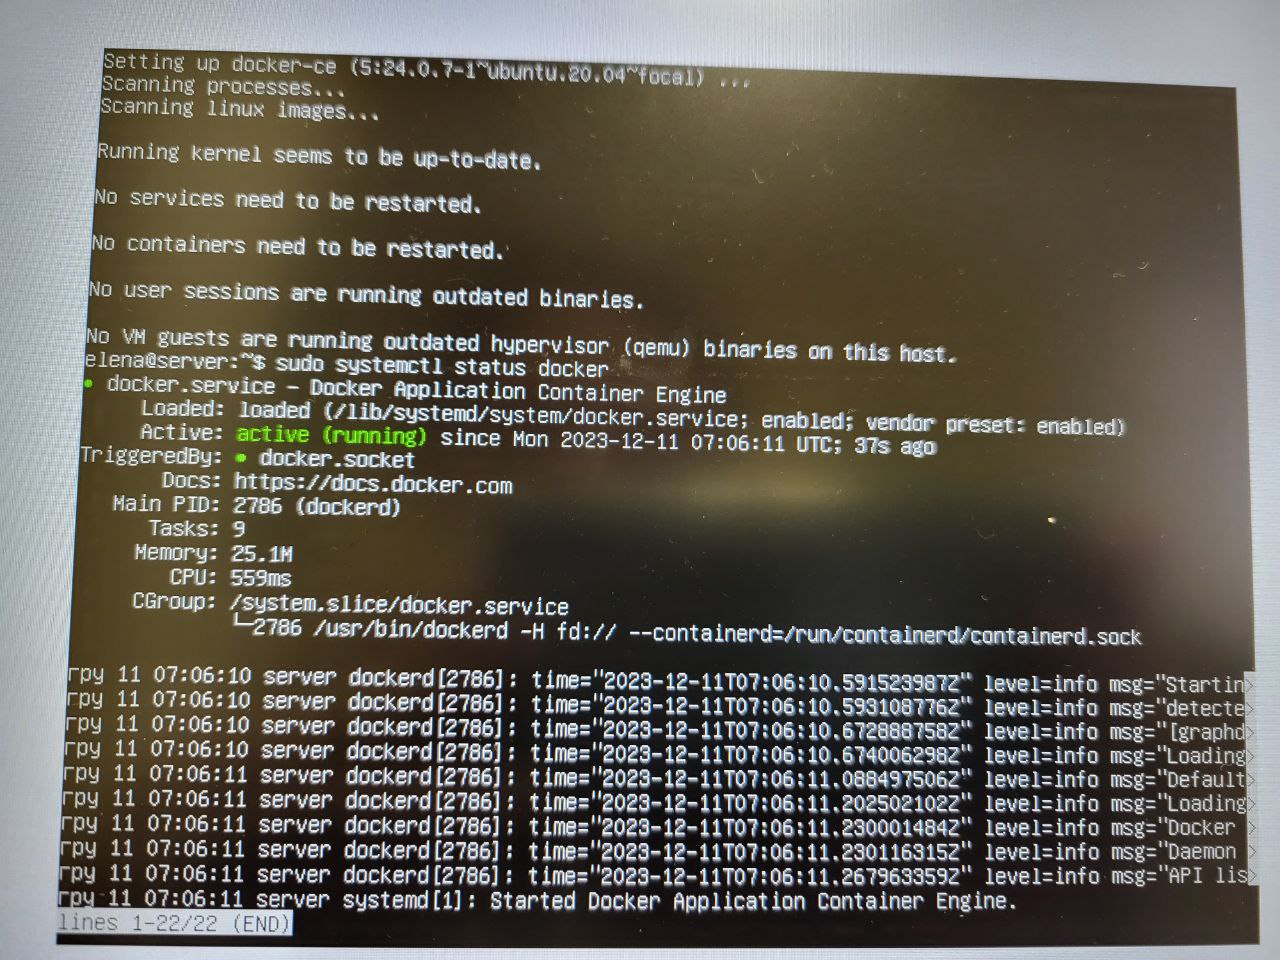 Setting up docker-ce (5:24.0.7-1~ubuntu.20.04~focal) ...
Scanning processes...
Scanning linux images...
Running kernel seems to be up-to-date.
No services need to be restarted.
No containers need to be restarted.
No user sessions are running outdated binaries.
No VM guests are running outdated hypervisor (qemu) binaries on this host.
elena@server:~$ sudo systemctl status docker
● docker.service – Docker Application Container Engine
Loaded: loaded (/lib/systemd/system/docker.service; enabled; vendor preset: enabled)
Active: active (running) since Mon 2023-12-11 07:06:11 UTC; 37s ago
TriggeredBy: ● docker.socket
Docs: https://docs.docker.com
Main PID: 2786 (dockerd)
Tasks: 9
Memory: 25.1M
CPU: 559ms
CGroup: /system.slice/docker.service
└─2786 /usr/bin/dockerd -H fd:// --containerd=/run/containerd/containerd.sock
гру 11 07:06:10 server dockerd[2786]: time="2023-12-11T07:06:10.591523987Z" level=info msg="Startin>
гру 11 07:06:10 server dockerd[2786]: time="2023-12-11T07:06:10.593108776Z" level=info msg="detecte>
гру 11 07:06:10 server dockerd[2786]: time="2023-12-11T07:06:10.672888758Z" level=info msg="[graphd>
гру 11 07:06:10 server dockerd[2786]: time="2023-12-11T07:06:10.674006298Z" level=info msg="Loading>
гру 11 07:06:11 server dockerd[2786]: time="2023-12-11T07:06:11.088497506Z" level=info msg="Default>
гру 11 07:06:11 server dockerd[2786]: time="2023-12-11T07:06:11.202502102Z" level=info msg="Loading>
гру 11 07:06:11 server dockerd[2786]: time="2023-12-11T07:06:11.230001484Z" level=info msg="Docker >
гру 11 07:06:11 server dockerd[2786]: time="2023-12-11T07:06:11.230116315Z" level=info msg="Daemon >
гру 11 07:06:11 server dockerd[2786]: time="2023-12-11T07:06:11.267963359Z" level=info msg="API lis>
гру 11 07:06:11 server systemd[1]: Started Docker Application Container Engine.
lines 1-22/22 (END)